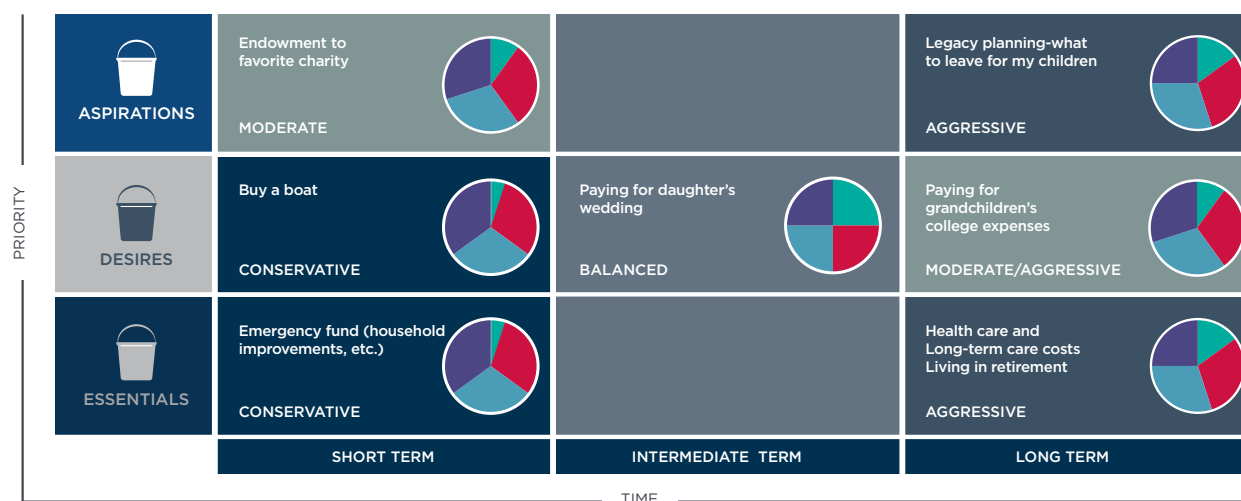 PRIORITY
ASPIRATIONS
Endowment to
favorite charity
MODERATE
Legacy planning-what
to leave for my children
AGGRESSIVE
DESIRES
Buy a boat
CONSERVATIVE
Paying for daughter’s
wedding
BALANCED
Paying for
grandchildren’s
college expenses
MODERATE/AGGRESSIVE
ESSENTIALS
Emergency fund (household
improvements, etc.)
CONSERVATIVE
Health care and
Long-term care costs
Living in retirement
AGGRESSIVE
SHORT TERM
INTERMEDIATE TERM
LONG TERM
TIME